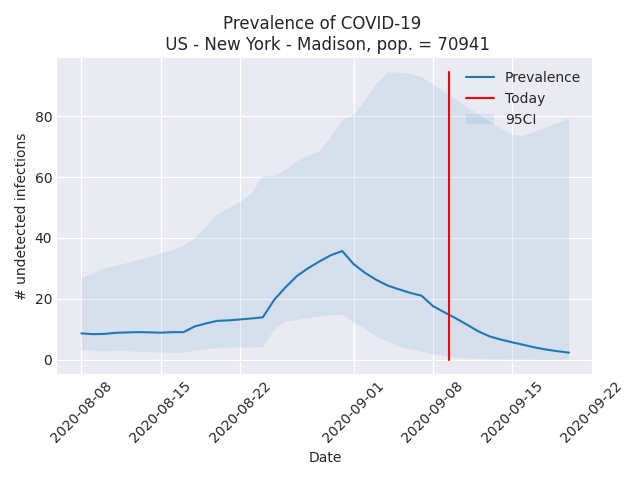 Prevalence of COVID-19
US - New York - Madison, pop. = 70941
Prevalence
Today
95CI
# undetected infections
80
60
40
20
0
2020-08-08
2020-08-15
2020-08-22
2020-09-01
2020-09-08
2020-09-15
2020-09-22
Date